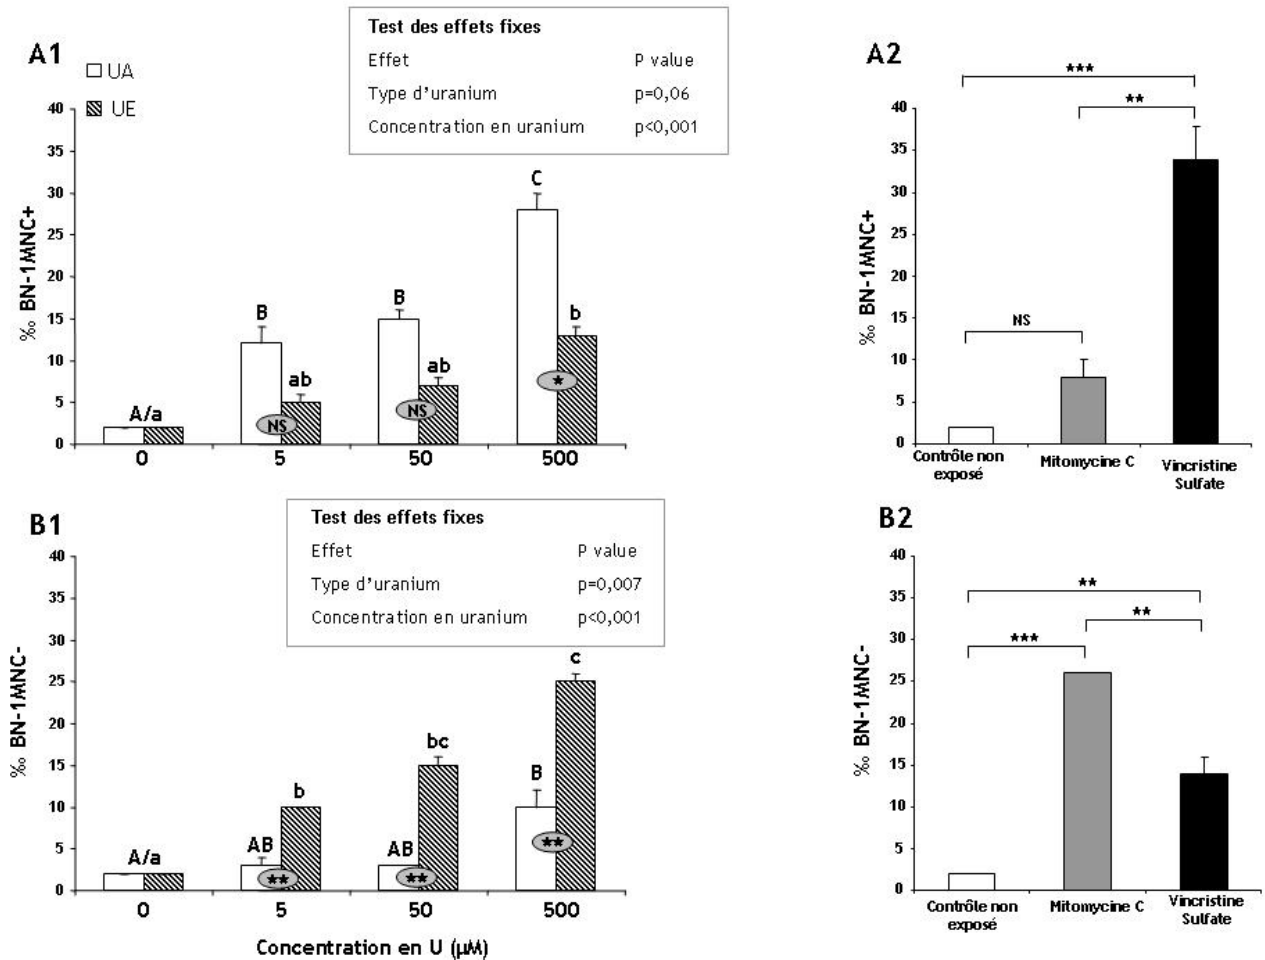 A1
UA
UE
Test des effets fixes
Effet P value
Type d'uranium p=0,06
Concentration en uranium p<0,001
‰ BN-1MNC+
40
35
30
25
20
15
10
5
0
A/a
B
ab
NS
B
ab
NS
C
b
*
0 5 50 500
A2
‰ BN-1MNC+
40
35
30
25
20
15
10
5
0
***
**
NS
Contrôle non
exposé
Mitomycine C
Vincristine
Sulfate
B1
Test des effets fixes
Effet P value
Type d'uranium p=0,007
Concentration en uranium p<0,001
‰ BN-1MNC-
40
35
30
25
20
15
10
5
0
A/a
AB
b
**
AB
bc
**
B
c
**
0 5 50 500
Concentration en U (µM)
B2
‰ BN-1MNC-
40
35
30
25
20
15
10
5
0
**
**
***
Contrôle non
exposé
Mitomycine C
Vincristine
Sulfate